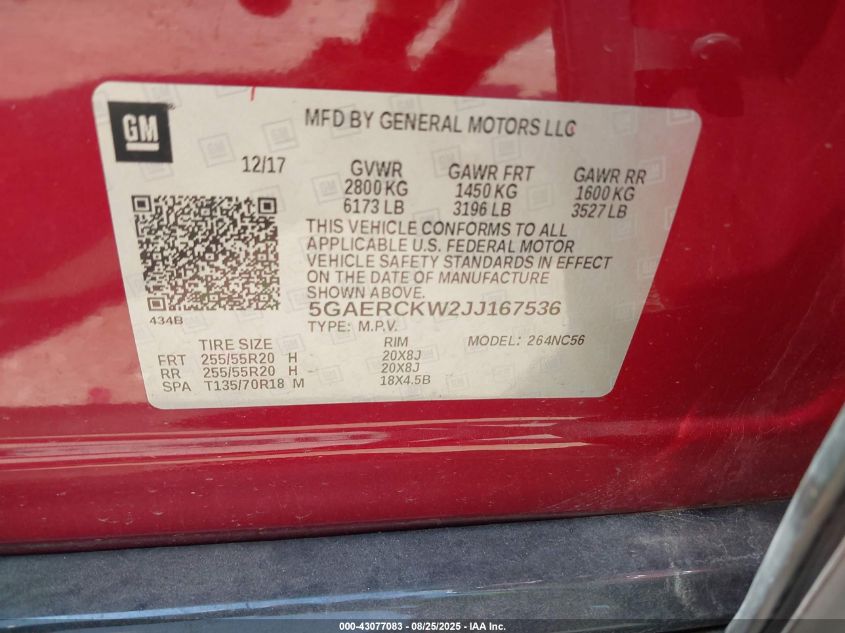 GM
MFD BY GENERAL MOTORS LLC
12/17 GVWR GAWR FRT GAWR RR
2800 KG 1450 KG 1600 KG
6173 LB 3196 LB 3527 LB
THIS VEHICLE CONFORMS TO ALL
APPLICABLE U.S. FEDERAL MOTOR
VEHICLE SAFETY STANDARDS IN EFFECT
ON THE DATE OF MANUFACTURE
SHOWN ABOVE.
434B
5GAERCKW2JJ167536
TYPE: M.P.V. MODEL: 264NC56
TIRE SIZE RIM
FRT 255/55R20 H 20X8J
RR 255/55R20 H 20X8J
SPA T135/70R18 M 18X4.5B
000-43077083 - 08/25/2025 - IAA Inc.